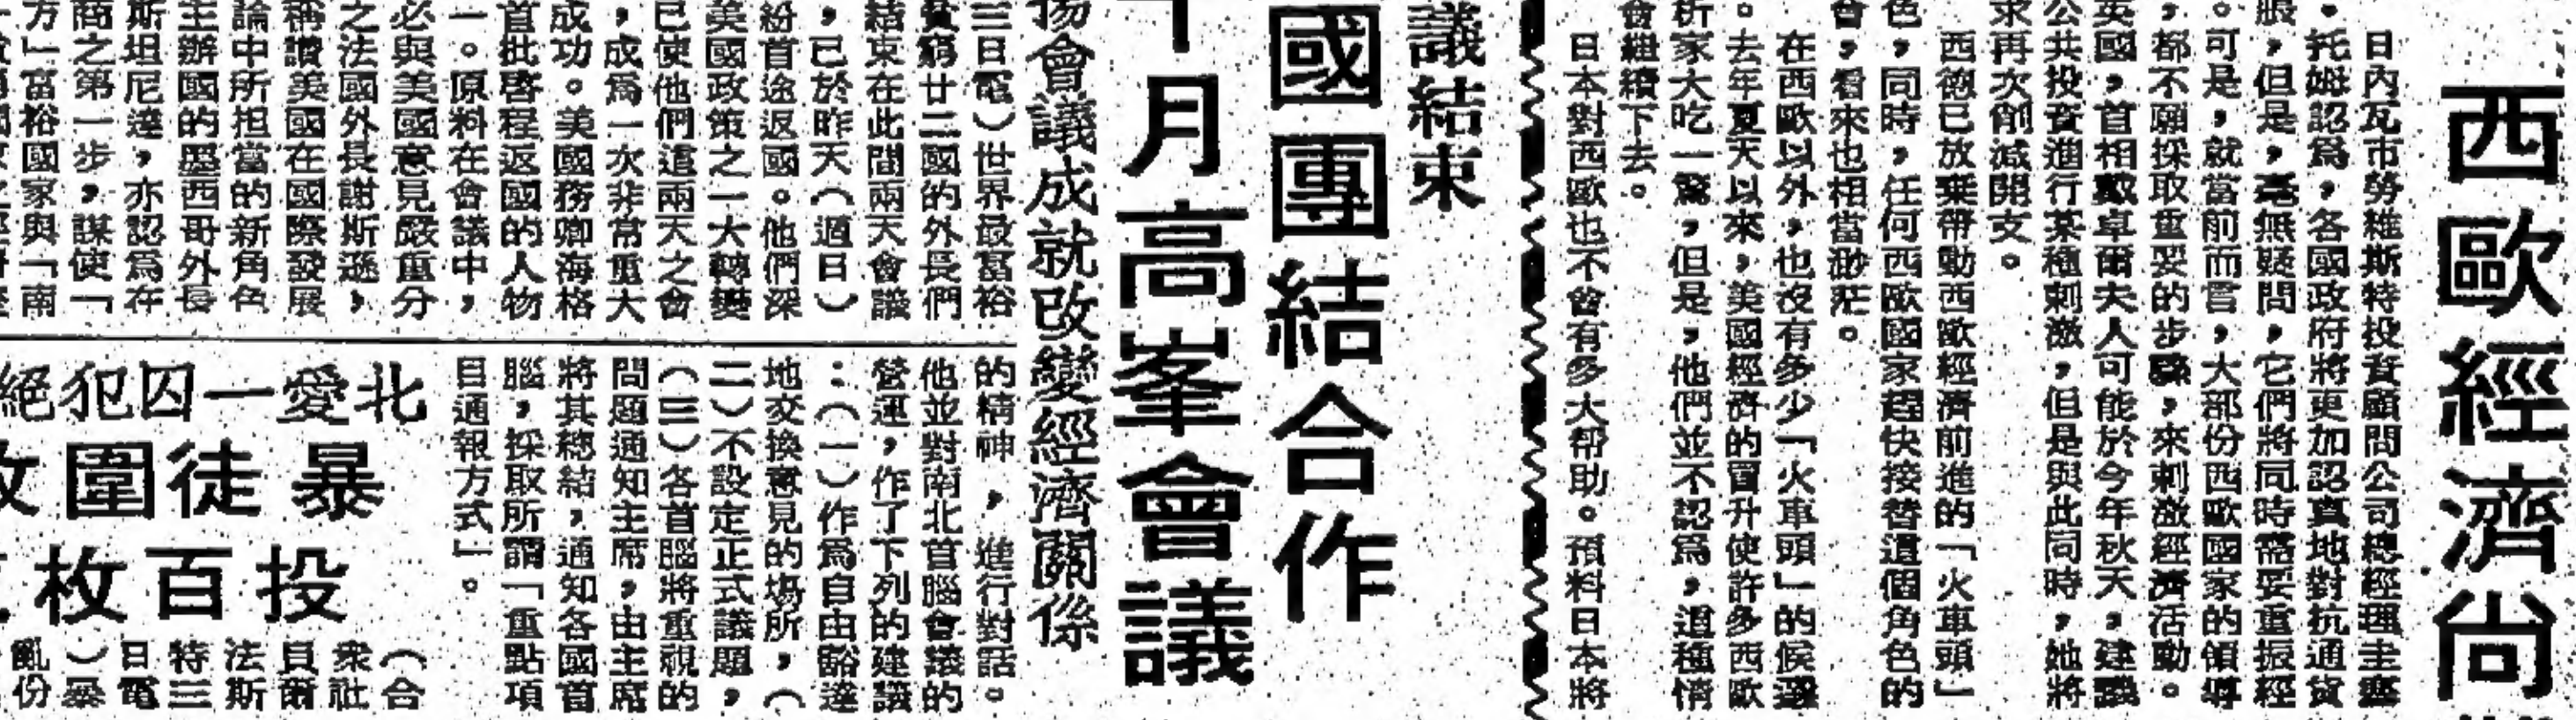 西歐經濟尚
日內瓦市勞維斯特投資顧問公司總經理圭塞
。托姆認爲，各國政府將更加認真地對抗通貨
脹，但是，毫無疑問，它們將同時需要重振經
。可是，就當前而言，大部份西歐國家的領導
，都不願採取重要的步驟，來刺激經濟活動。
英國，首相戴卓爾夫人可能於今年秋天，建議
公共投資進行某種刺激，但是與此同時，她將
求再次削減開支。
西德已放棄帶動西歐經濟前進的「火車頭」
色，同時，任何西歐國家趕快接替這個角色的
會，看來也相當渺茫。
在西歐以外，也沒有多少「火車頭」的候選
。去年夏天以來，美國經濟的冒升使許多西歐
析家大吃一驚，但是，他們並不認爲，這種情
會繼續下去。
日本對西歐也不會有多大帮助。預料日本將
議結束
國團結合作
十月高峯會議
揚會議成就改變經濟關係
三日電）世界最富裕
貧窮廿二國的外長們
結束在此間兩天會議
，已於昨天（週日）
紛首途返國。他們深
美國政策之一大轉變
已使他們這兩天之會
，成爲一次非常重大
成功。美國務卿海格
首批啓程返國的人物
一。原料在會議中，
必與美國意見嚴重分
之法國外長謝斯遜，
稱讚美國在國際發展
論中所担當的新角色
主辦國的墨西哥外長
斯坦尼達，亦認爲在
商之第一步，謀使「
方」富裕國家與「南
的精神，進行對話。
他並對南北首腦會議的
營運，作了下列的建議
：（一）作爲自由豁達
地交換意見的場所，（
二）不設定正式議題，
（三）各首腦將重視的
問題通知主席，由主席
將其總結，通知各國首
腦，採取所謂「重點項
目通報方式」。
北愛一囚犯絕
暴徒圍攻
投百枚
（合
衆社
貝爾
法斯
特三
日電
）暴
亂份